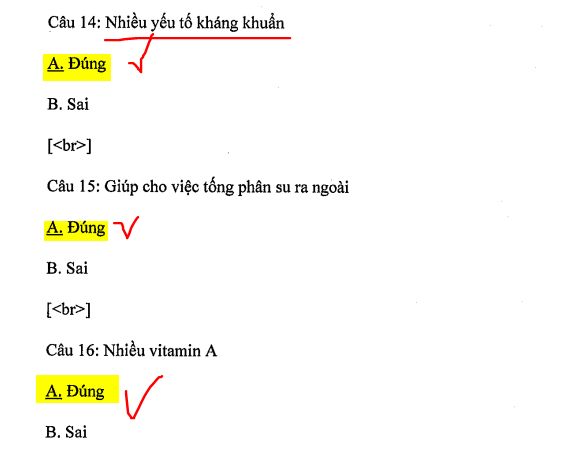 Câu 14: Nhiều yếu tố kháng khuẩn
A. Đúng
B. Sai
[<br>]
Câu 15: Giúp cho việc tống phân su ra ngoài
A. Đúng
B. Sai
[<br>]
Câu 16: Nhiều vitamin A
A. Đúng
B. Sai